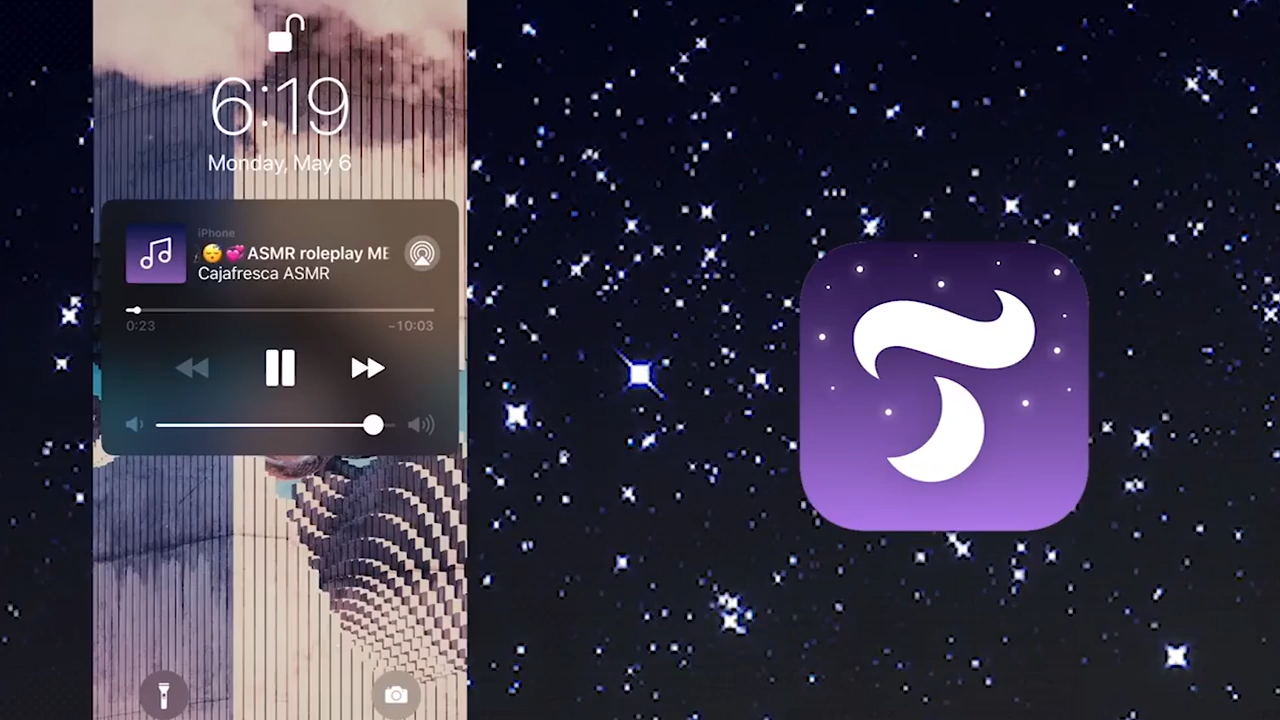 6:19
Monday, May 6
iPhone
😴💞 ASMR roleplay ME
Cajafresca ASMR
0:23
-10:03